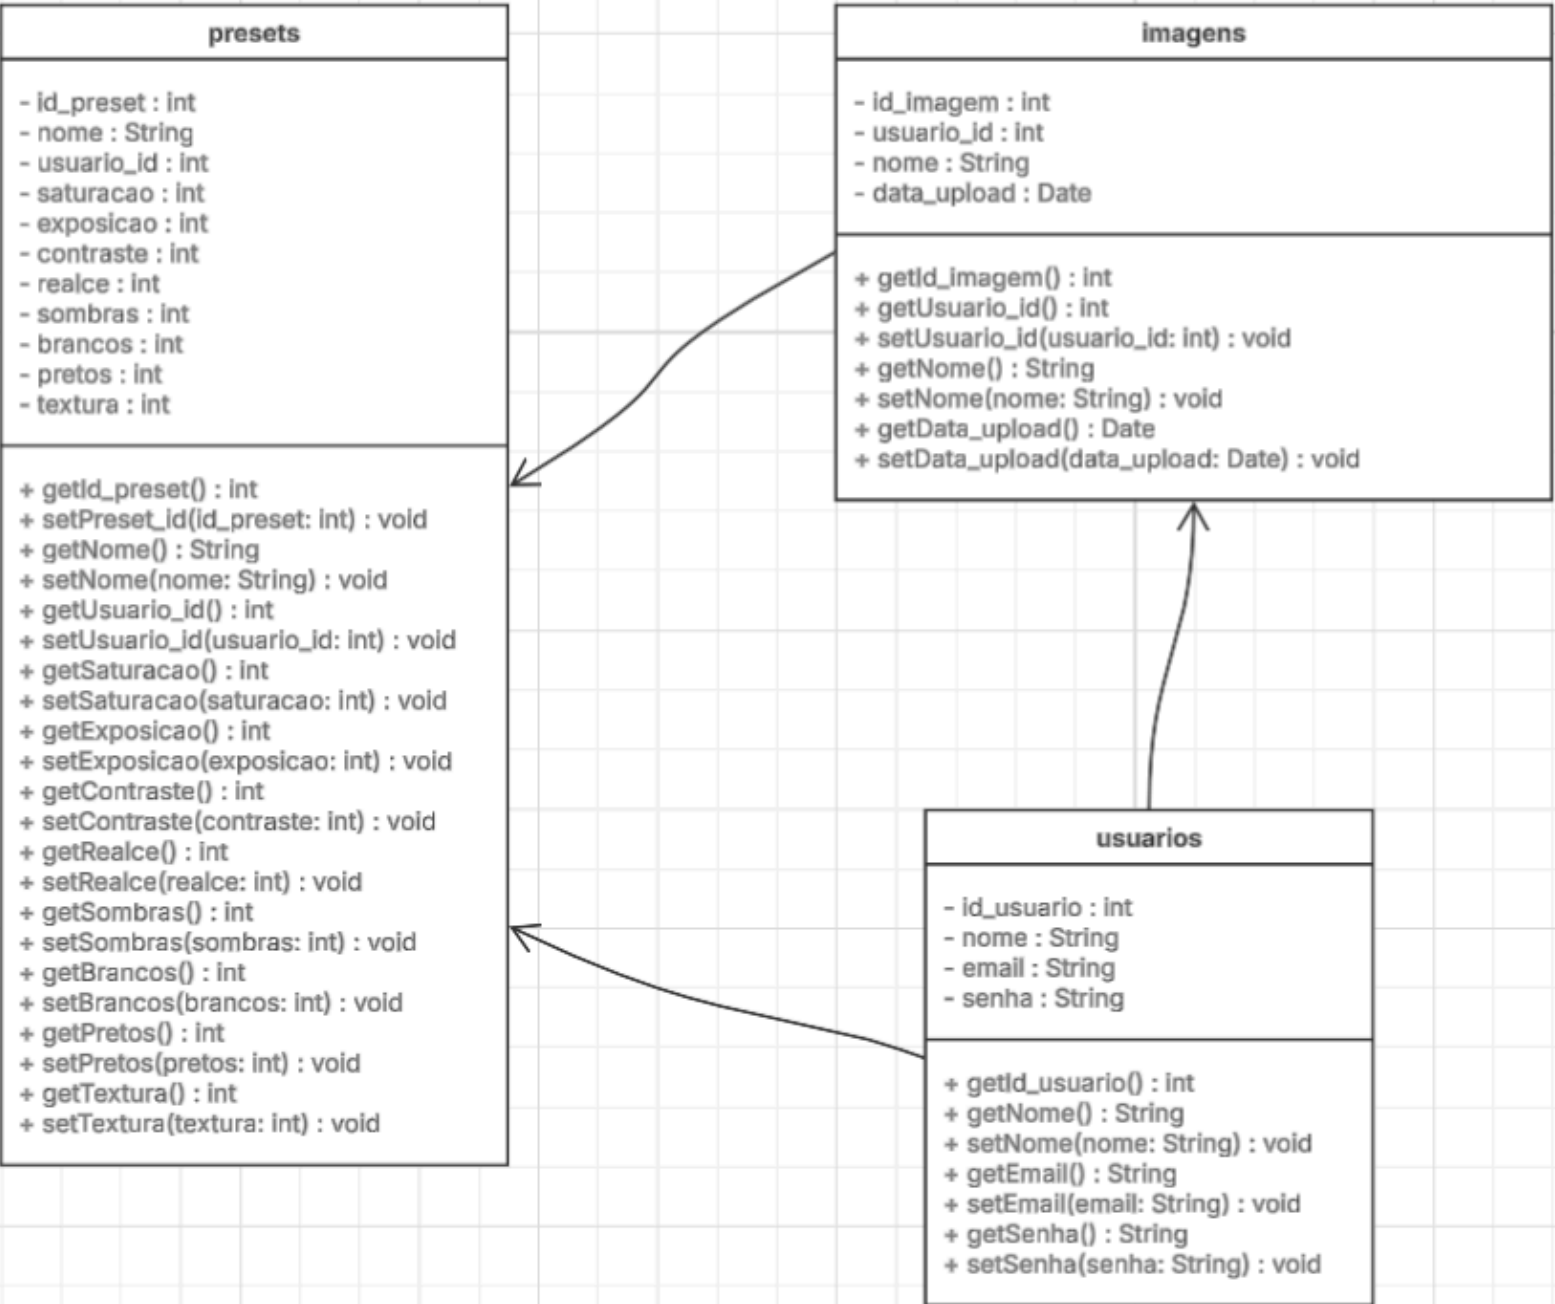 presets
- id_preset : int
- nome : String
- usuario_id : int
- saturacao : int
- exposicao : int
- contraste : int
- realce : int
- sombras : int
- brancos : int
- pretos : int
- textura : int
+ getId_preset() : int
+ setPreset_id(id_preset: int) : void
+ getNome() : String
+ setNome(nome: String) : void
+ getUsuario_id() : int
+ setUsuario_id(usuario_id: int) : void
+ getSaturacao() : int
+ setSaturacao(saturacao: int) : void
+ getExposicao() : int
+ setExposicao(exposicao: int) : void
+ getContraste() : int
+ setContraste(contraste: int) : void
+ getRealce() : int
+ setRealce(realce: int) : void
+ getSombras() : int
+ setSombras(sombras: int) : void
+ getBrancos() : int
+ setBrancos(brancos: int) : void
+ getPretos() : int
+ setPretos(pretos: int) : void
+ getTextura() : int
+ setTextura(textura: int) : void
imagens
- id_imagem : int
- usuario_id : int
- nome : String
- data_upload : Date
+ getId_imagem() : int
+ getUsuario_id() : int
+ setUsuario_id(usuario_id: int) : void
+ getNome() : String
+ setNome(nome: String) : void
+ getData_upload() : Date
+ setData_upload(data_upload: Date) : void
usuarios
- id_usuario : int
- nome : String
- email : String
- senha : String
+ getId_usuario() : int
+ getNome() : String
+ setNome(nome: String) : void
+ getEmail() : String
+ setEmail(email: String) : void
+ getSenha() : String
+ setSenha(senha: String) : void